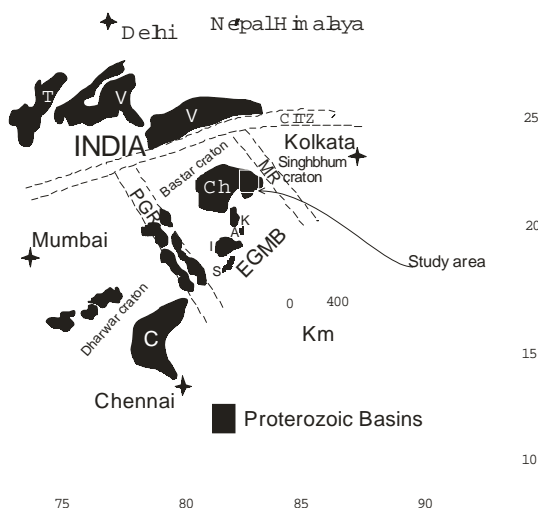 Delhi
Nepal Himalaya
T
V
V
CITZ
25
INDIA
Kolkata
Bastar craton
MR
Singhbhum
craton
Ch
PGR
K
A
20
Mumbai
I
EGMB
S
Study area
Dharwar craton
0 400
Km
C
15
Chennai
Proterozoic Basins
10
75 80 85 90